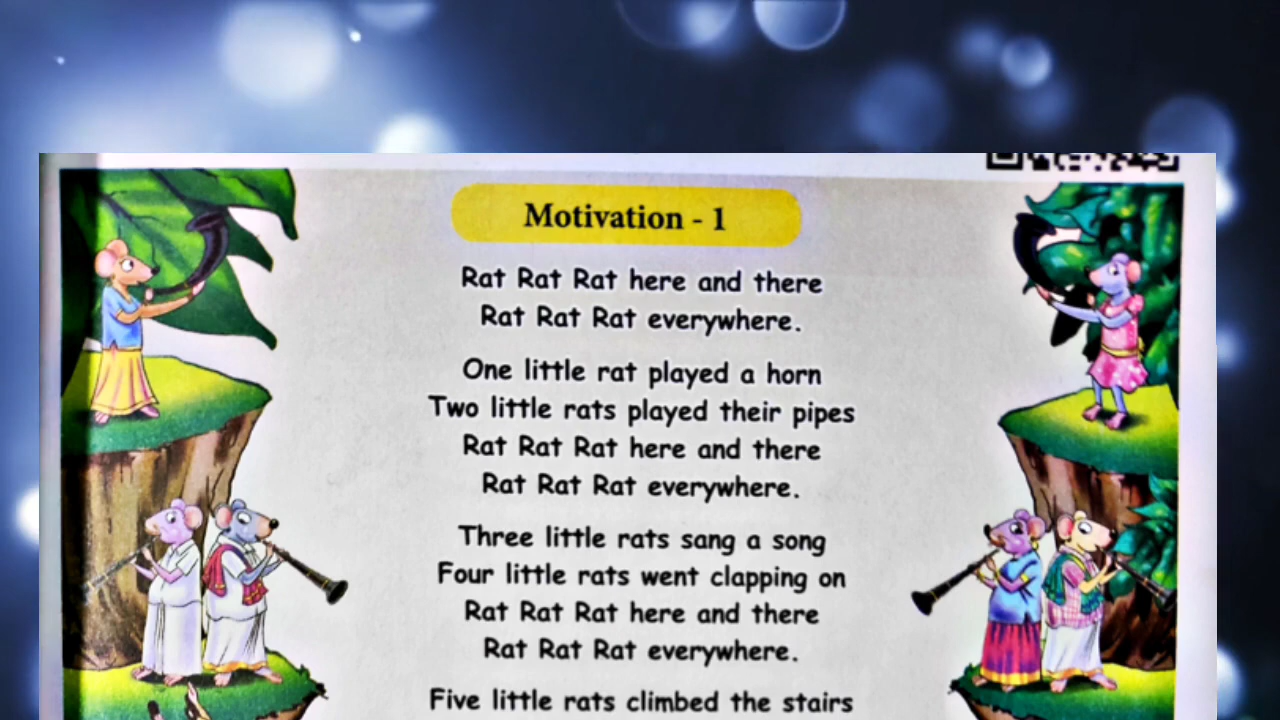 Motivation - 1
Rat Rat Rat here and there
Rat Rat Rat everywhere.
One little rat played a horn
Two little rats played their pipes
Rat Rat Rat here and there
Rat Rat Rat everywhere.
Three little rats sang a song
Four little rats went clapping on
Rat Rat Rat here and there
Rat Rat Rat everywhere.
Five little rats climbed the stairs